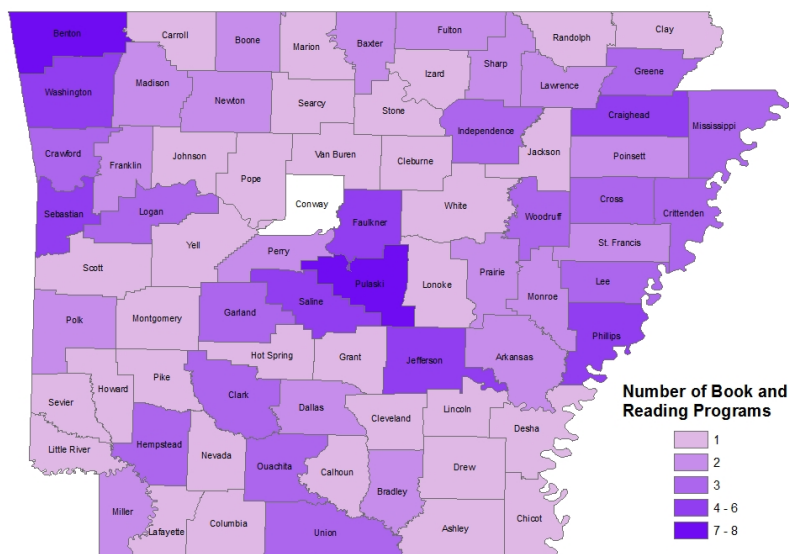 Benton
Carroll
Boone
Marion
Baxter
Fulton
Randolph
Clay
Washington
Madison
Newton
Searcy
Stone
Izard
Sharp
Lawrence
Greene
Craighead
Mississippi
Crawford
Franklin
Johnson
Pope
Van Buren
Cleburne
Independence
Jackson
Poinsett
Sebastian
Logan
Yell
Conway
Faulkner
White
Woodruff
Cross
Crittenden
St. Francis
Scott
Perry
Saline
Pulaski
Lonoke
Prairie
Monroe
Lee
Phillips
Polk
Montgomery
Garland
Hot Spring
Grant
Jefferson
Arkansas
Sevier
Howard
Pike
Clark
Dallas
Cleveland
Lincoln
Desha
Little River
Hempstead
Nevada
Ouachita
Calhoun
Bradley
Drew
Chicot
Miller
Lafayette
Columbia
Union
Ashley
Number of Book and
Reading Programs
1
2
3
4 - 6
7 - 8